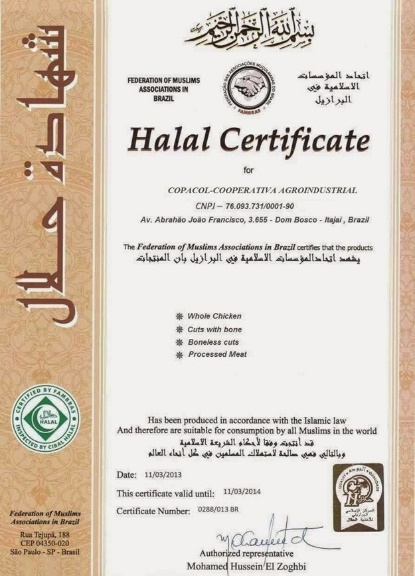 بسم الله الرحمن الرحيم
FEDERATION OF MUSLIMS
ASSOCIATIONS IN
BRAZIL
اتحاد المؤسسات
الاسلامية في
البرازيل
Halal Certificate
for
COPACOL-COOPERATIVA AGROINDUSTRIAL
CNPJ – 76.093.731/0001-90
Av. Abrahão João Francisco, 3.655 - Dom Bosco - Itajaí , Brazil
The Federation of Muslims Associations in Brazil certifies that the products
يشهد اتحادالمؤسسات الاسلامية في البرازيل بان المنتجات
Whole Chicken
Cuts with bone
Boneless cuts
Processed Meat
Has been produced in accordance with the Islamic law
And therefore are suitable for consumption by all Muslims in the world
قد أنتجت وفقا لأحكام الشريعة الاسلامية
وبالتالي فهي صالحة لاستهلاك المسلمين في كل أنحاء العالم
Date: 11/03/2013
This certificate valid until: 11/03/2014
Certificate Number: 0288/013 BR
Authorized representative
Mohamed Hussein El Zoghbi
شهادة حلال
CERTIFIED BY FAMBRAS
حلال
HALAL
INSPECTED BY CIBAL HALAL
Federation of Muslims
Associations in Brazil
Rua Tejupá, 188
CEP 04350-020
São Paulo - SP - Brasil